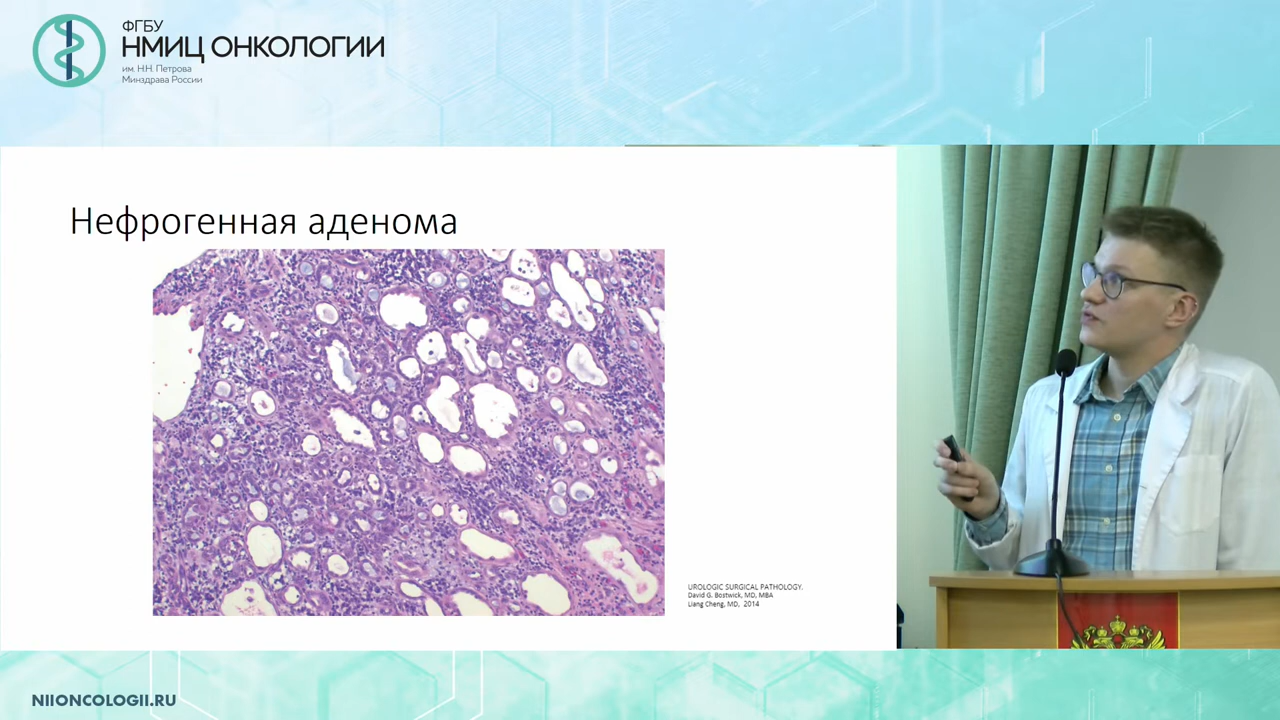 ФГБУ
НМИЦ ОНКОЛОГИИ
им. Н.Н. Петрова
Минздрава России
Нефрогенная аденома
UROLOGIC SURGICAL PATHOLOGY.
David G. Bostwick, MD, MBA
Liang Cheng, MD, 2014
NIIONCOLOGII.RU